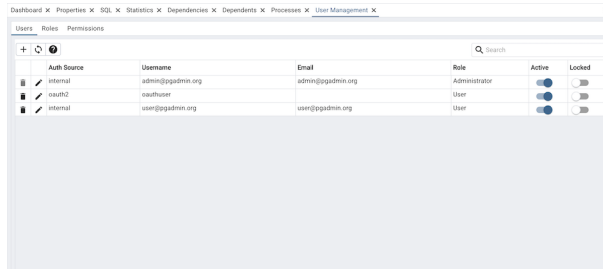 Dashboard X Properties X SQL X Statistics X Dependencies X Dependents X Processes X User Management X
Users Roles Permissions
+ ? Search
Auth Source Username Email Role Active Locked
internal admin@pgadmin.org admin@pgadmin.org Administrator
oauth2 oauthuser User
internal user@pgadmin.org user@pgadmin.org User